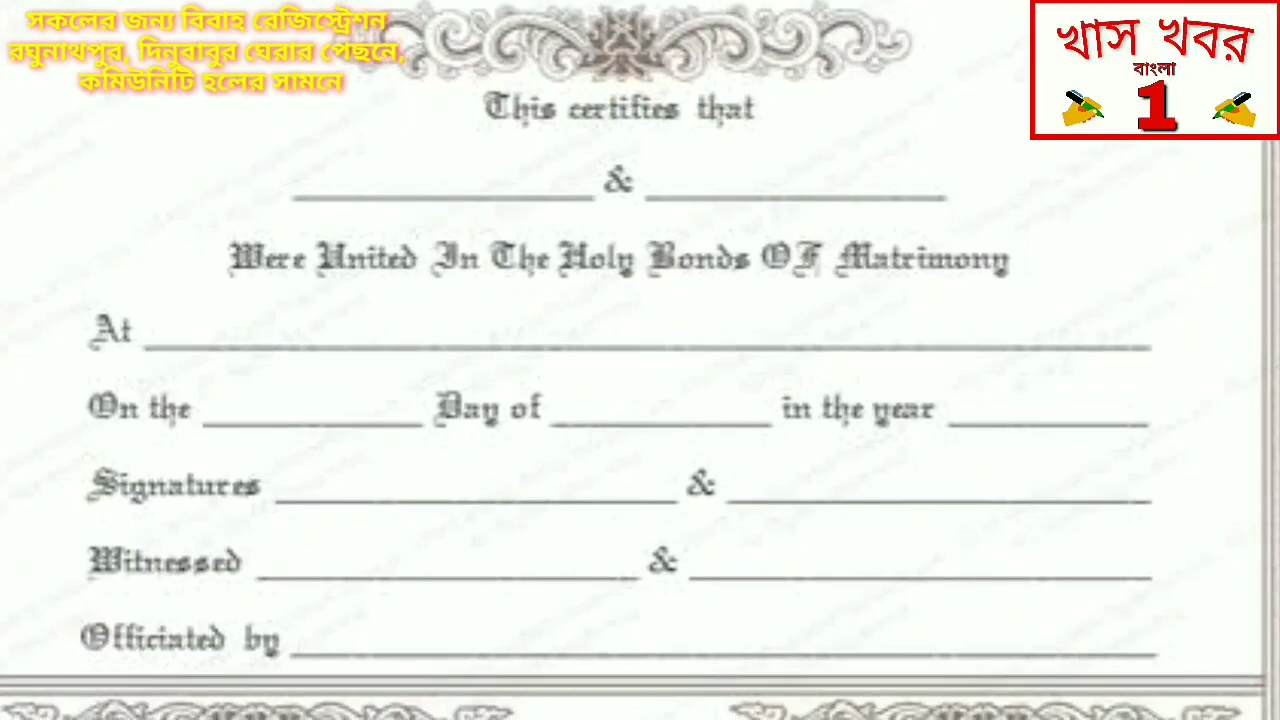 সকলের জন্য বিবাহ রেজিস্ট্রেশন
রঘুনাথপুর, দিনুবাবুর ঘেরার পেছনে,
কমিউনিটি হলের সামনে
খাস খবর
বাংলা
1
This certifies that
&
Were United In The Holy Bonds OF Matrimony
At
On the Day of in the year
Signatures &
Witnessed &
Officiated by